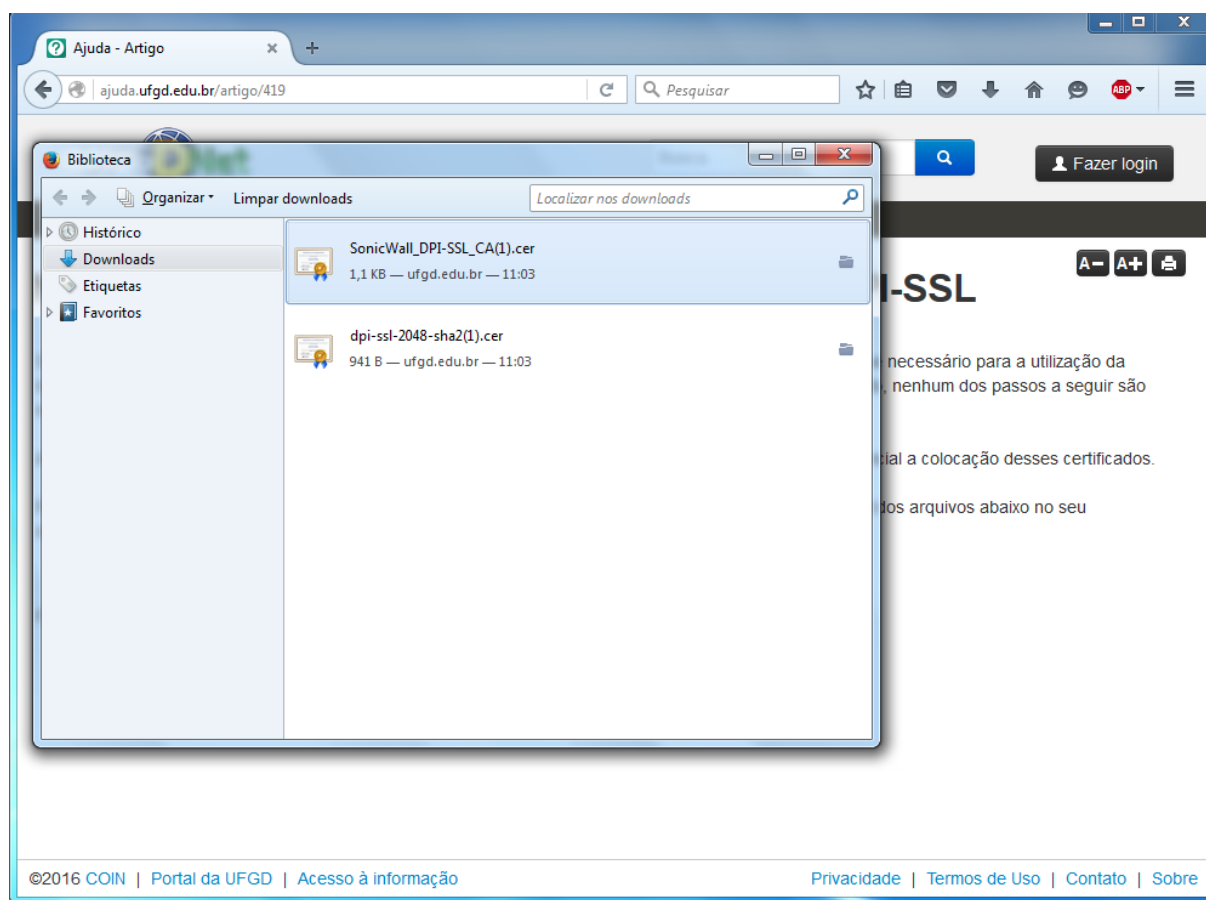 Ajuda - Artigo
ajuda.ufgd.edu.br/artigo/419
Pesquisar
ABP
Biblioteca
Fazer login
Organizar
Limpar downloads
Localizar nos downloads
Histórico
Downloads
Etiquetas
Favoritos
SonicWall_DPI-SSL_CA(1).cer
1,1 KB — ufgd.edu.br — 11:03
dpi-ssl-2048-sha2(1).cer
941 B — ufgd.edu.br — 11:03
A- A+
I-SSL
necessário para a utilização da
, nenhum dos passos a seguir são
cial a colocação desses certificados.
dos arquivos abaixo no seu
©2016 COIN | Portal da UFGD | Acesso à informação
Privacidade | Termos de Uso | Contato | Sobre